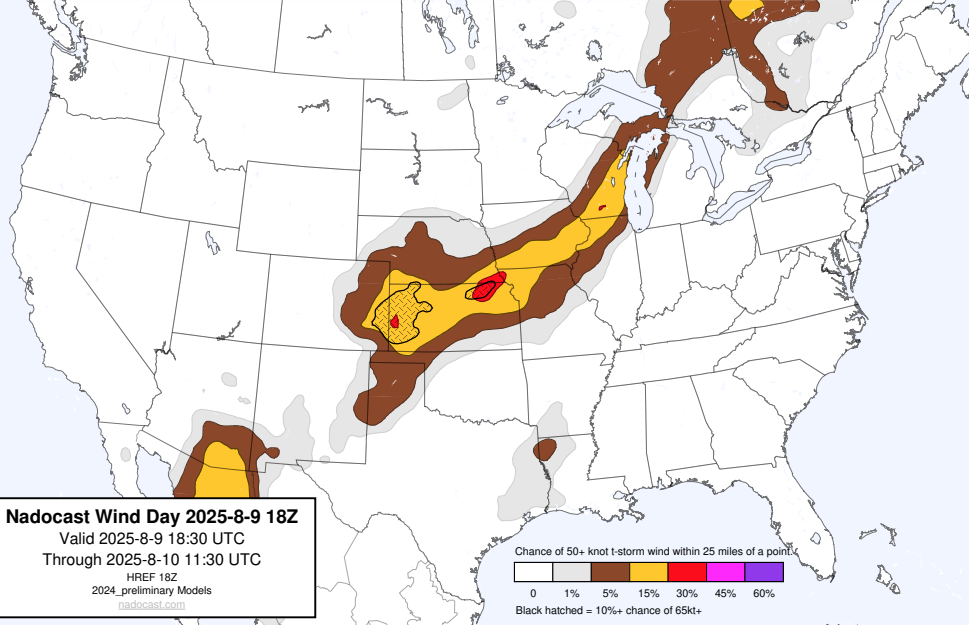 Nadocast Wind Day 2025-8-9 18Z
Valid 2025-8-9 18:30 UTC
Through 2025-8-10 11:30 UTC
HREF 18Z
2024_preliminary Models
nadocast.com
Chance of 50+ knot t-storm wind within 25 miles of a point.
0 1% 5% 15% 30% 45% 60%
Black hatched = 10%+ chance of 65kt+